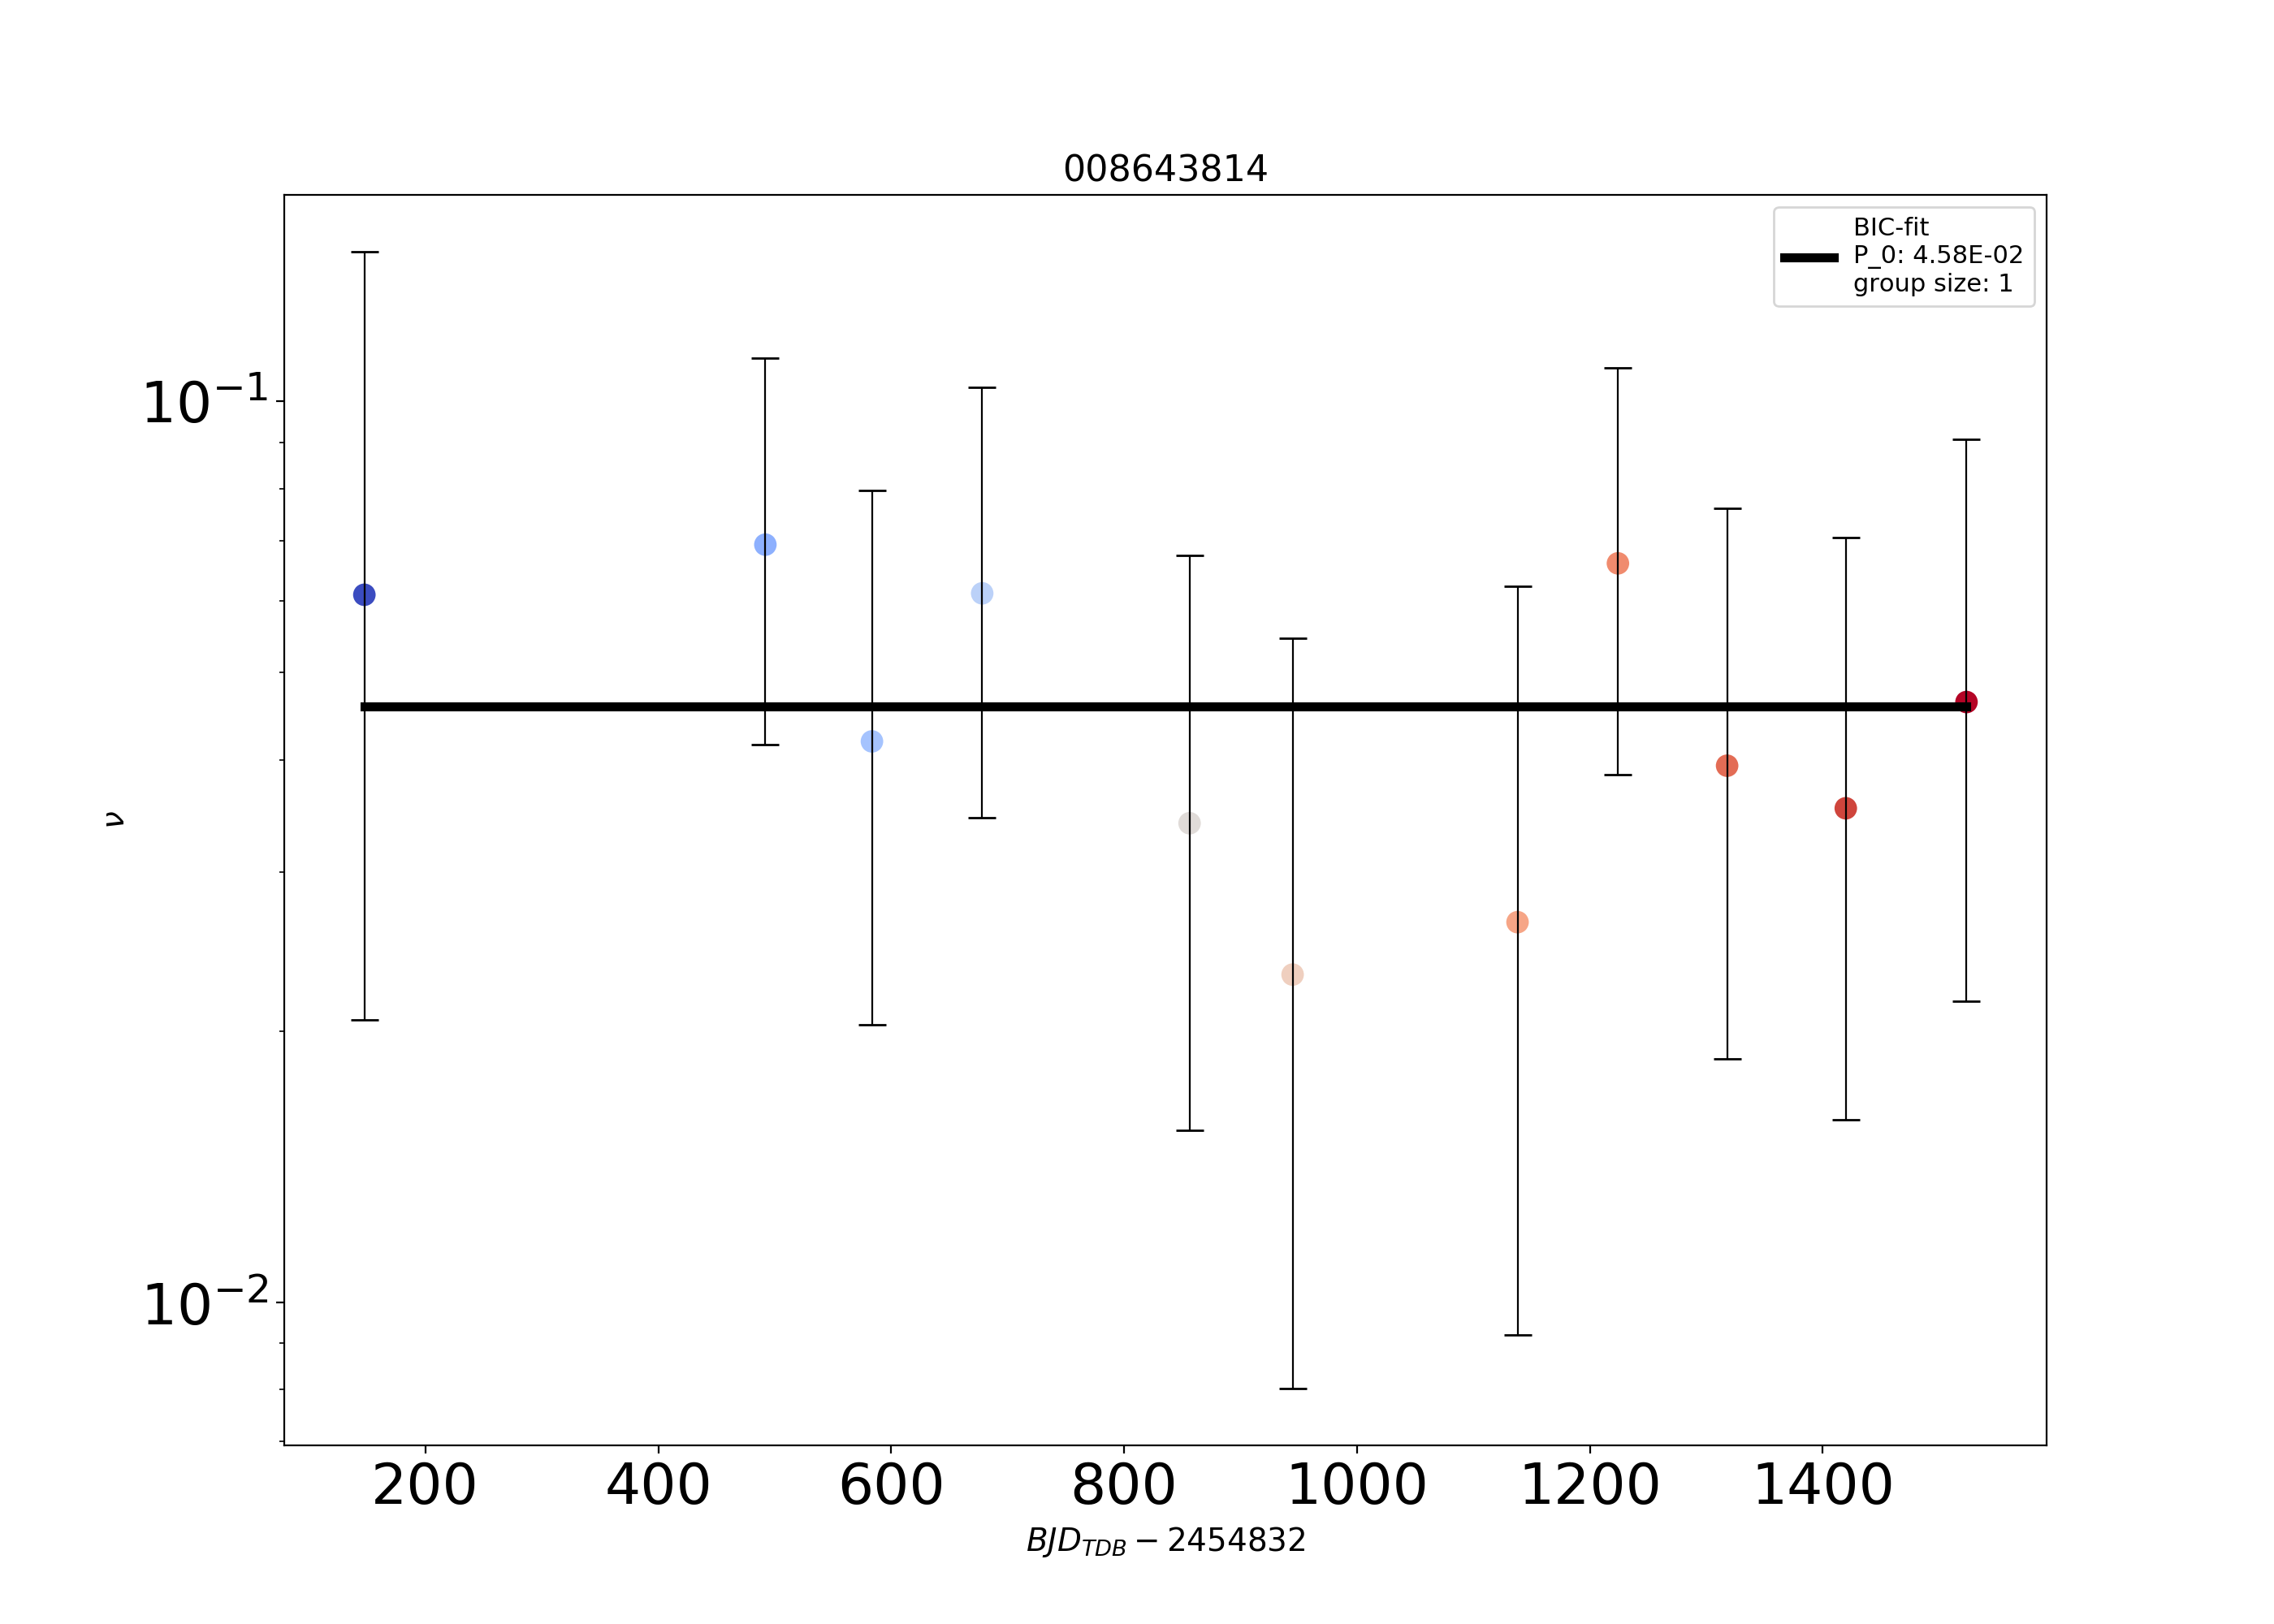 008643814
BIC-fit
P_0: 4.58E-02
group size: 1
10⁻¹
10⁻²
ν
200 400 600 800 1000 1200 1400
BJD_TDB − 2454832